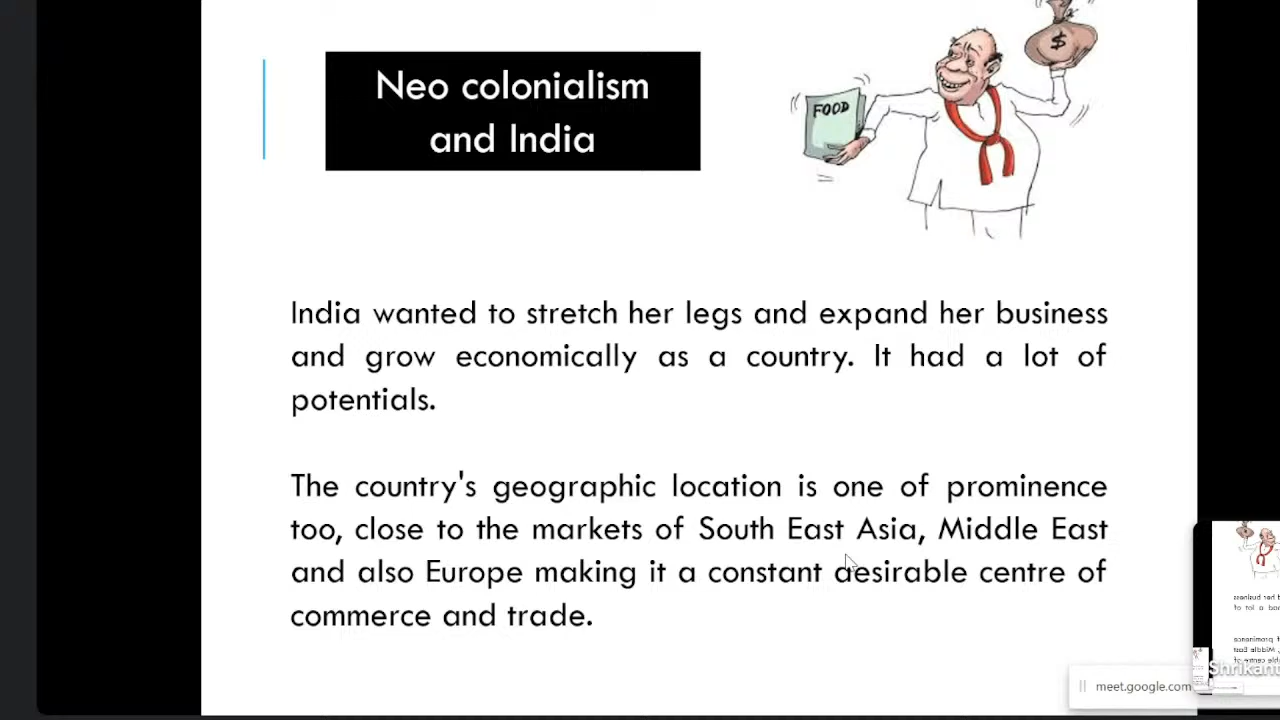 Neo colonialism
and India
FOOD
$
India wanted to stretch her legs and expand her business
and grow economically as a country. It had a lot of
potentials.
The country's geographic location is one of prominence
too, close to the markets of South East Asia, Middle East
and also Europe making it a constant desirable centre of
commerce and trade.
Shrikant
meet.google.com